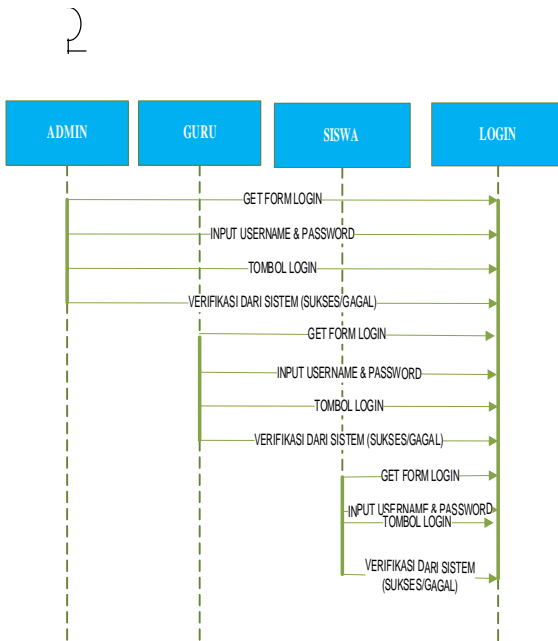 ADMIN
GURU
SISWA
LOGIN
GET FORM LOGIN
INPUT USERNAME & PASSWORD
TOMBOL LOGIN
VERIFIKASI DARI SISTEM (SUKSES/GAGAL)
GET FORM LOGIN
INPUT USERNAME & PASSWORD
TOMBOL LOGIN
VERIFIKASI DARI SISTEM (SUKSES/GAGAL)
GET FORM LOGIN
INPUT USERNAME & PASSWORD
TOMBOL LOGIN
VERIFIKASI DARI SISTEM
(SUKSES/GAGAL)